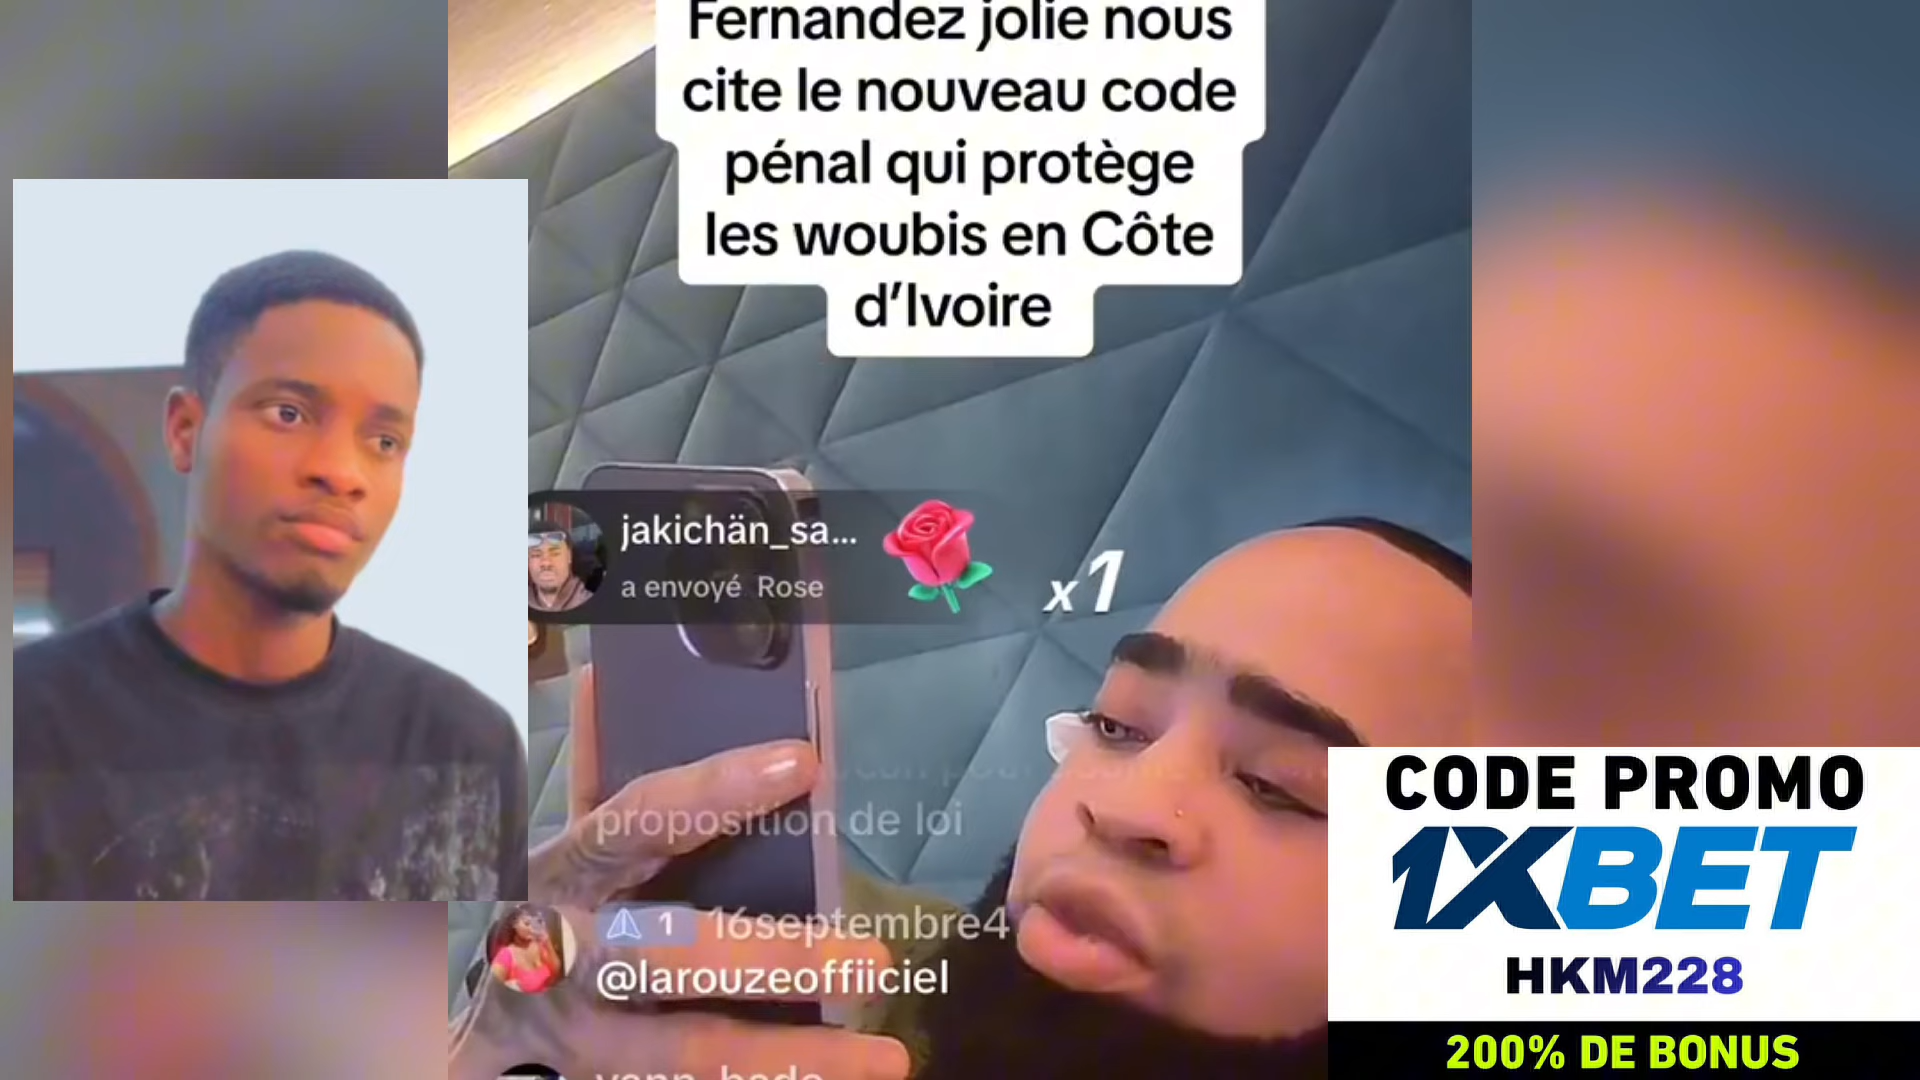 Fernandez jolie nous
cite le nouveau code
pénal qui protège
les woubis en Côte
d’Ivoire
jakichän_sa...
a envoyé Rose
x1
proposition de loi
1 16septembre4
@larouzeoffiiciel
CODE PROMO
1XBET
HKM228
200% DE BONUS